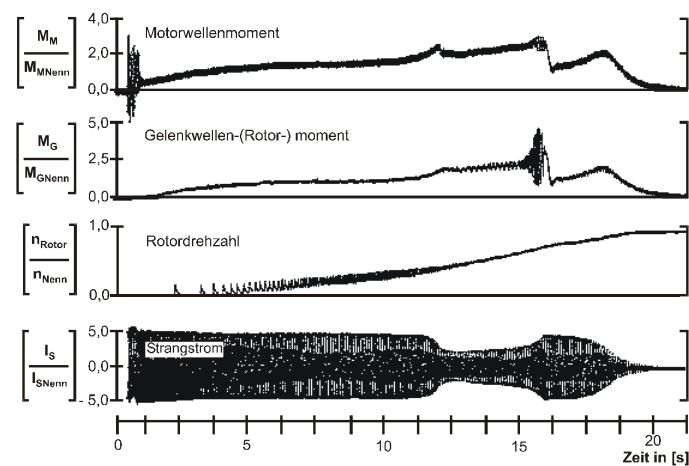 M_M
M_MNenn
4,0
2,0
0,0
Motorwellenmoment
M_G
M_GNenn
5,0
2,5
0,0
Gelenkwellen-(Rotor-) moment
n_Rotor
n_Nenn
1,0
0,0
Rotordrehzahl
I_S
I_SNenn
5,0
0,0
- 5,0
Strangstrom
0 5 10 15 20
Zeit in [s]